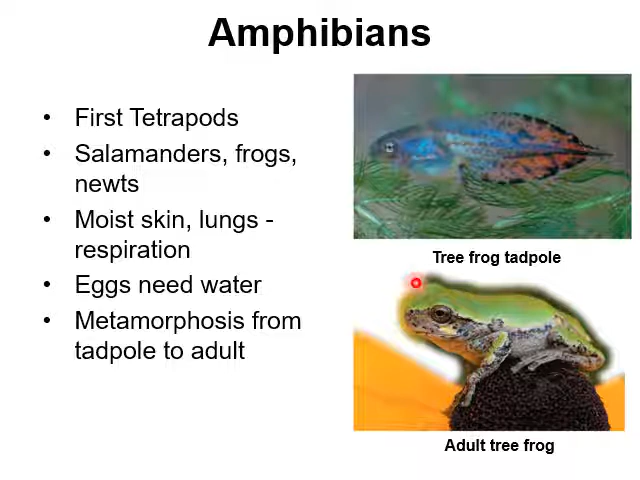 Amphibians
• First Tetrapods
• Salamanders, frogs,
newts
• Moist skin, lungs -
respiration
• Eggs need water
• Metamorphosis from
tadpole to adult
Tree frog tadpole
Adult tree frog